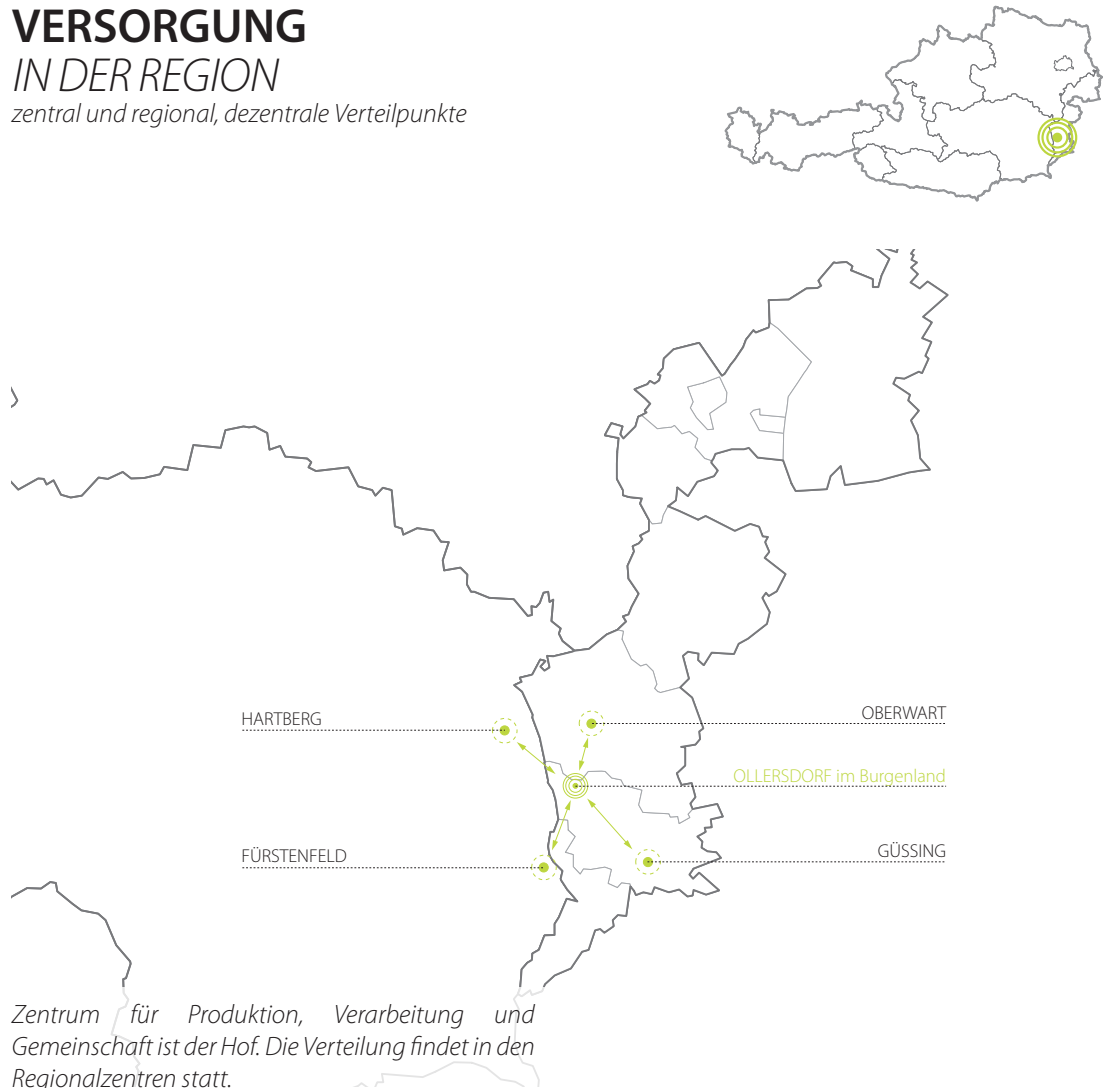 VERSORGUNG
IN DER REGION
zentral und regional, dezentrale Verteilpunkte
HARTBERG
OBERWART
OLLERSDORF im Burgenland
FÜRSTENFELD
GÜSSING
Zentrum für Produktion, Verarbeitung und
Gemeinschaft ist der Hof. Die Verteilung findet in den
Regionalzentren statt.